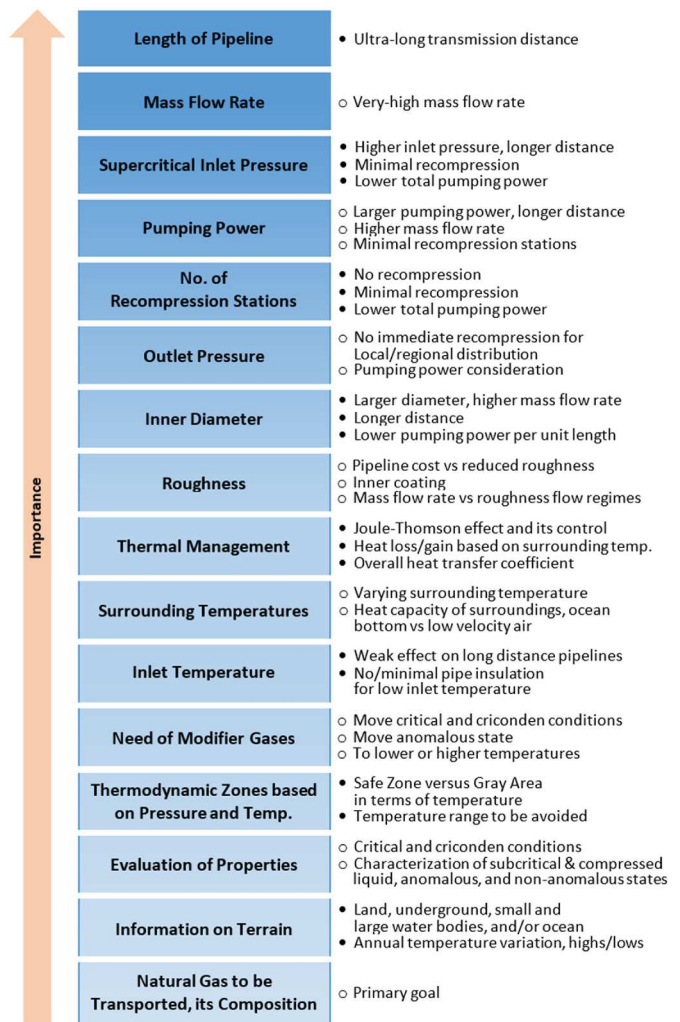 Importance
Length of Pipeline
• Ultra-long transmission distance
Mass Flow Rate
○ Very-high mass flow rate
Supercritical Inlet Pressure
• Higher inlet pressure, longer distance
• Minimal recompression
• Lower total pumping power
Pumping Power
○ Larger pumping power, longer distance
○ Higher mass flow rate
○ Minimal recompression stations
No. of
Recompression Stations
• No recompression
• Minimal recompression
• Lower total pumping power
Outlet Pressure
○ No immediate recompression for
Local/regional distribution
○ Pumping power consideration
Inner Diameter
• Larger diameter, higher mass flow rate
• Longer distance
• Lower pumping power per unit length
Roughness
○ Pipeline cost vs reduced roughness
○ Inner coating
○ Mass flow rate vs roughness flow regimes
Thermal Management
• Joule-Thomson effect and its control
• Heat loss/gain based on surrounding temp.
• Overall heat transfer coefficient
Surrounding Temperatures
○ Varying surrounding temperature
○ Heat capacity of surroundings, ocean
bottom vs low velocity air
Inlet Temperature
• Weak effect on long distance pipelines
• No/minimal pipe insulation
for low inlet temperature
Need of Modifier Gases
○ Move critical and criconden conditions
○ Move anomalous state
○ To lower or higher temperatures
Thermodynamic Zones based
on Pressure and Temp.
• Safe Zone versus Gray Area
in terms of temperature
• Temperature range to be avoided
Evaluation of Properties
○ Critical and criconden conditions
○ Characterization of subcritical & compressed
liquid, anomalous, and non-anomalous states
Information on Terrain
• Land, underground, small and
large water bodies, and/or ocean
• Annual temperature variation, highs/lows
Natural Gas to be
Transported, its Composition
○ Primary goal